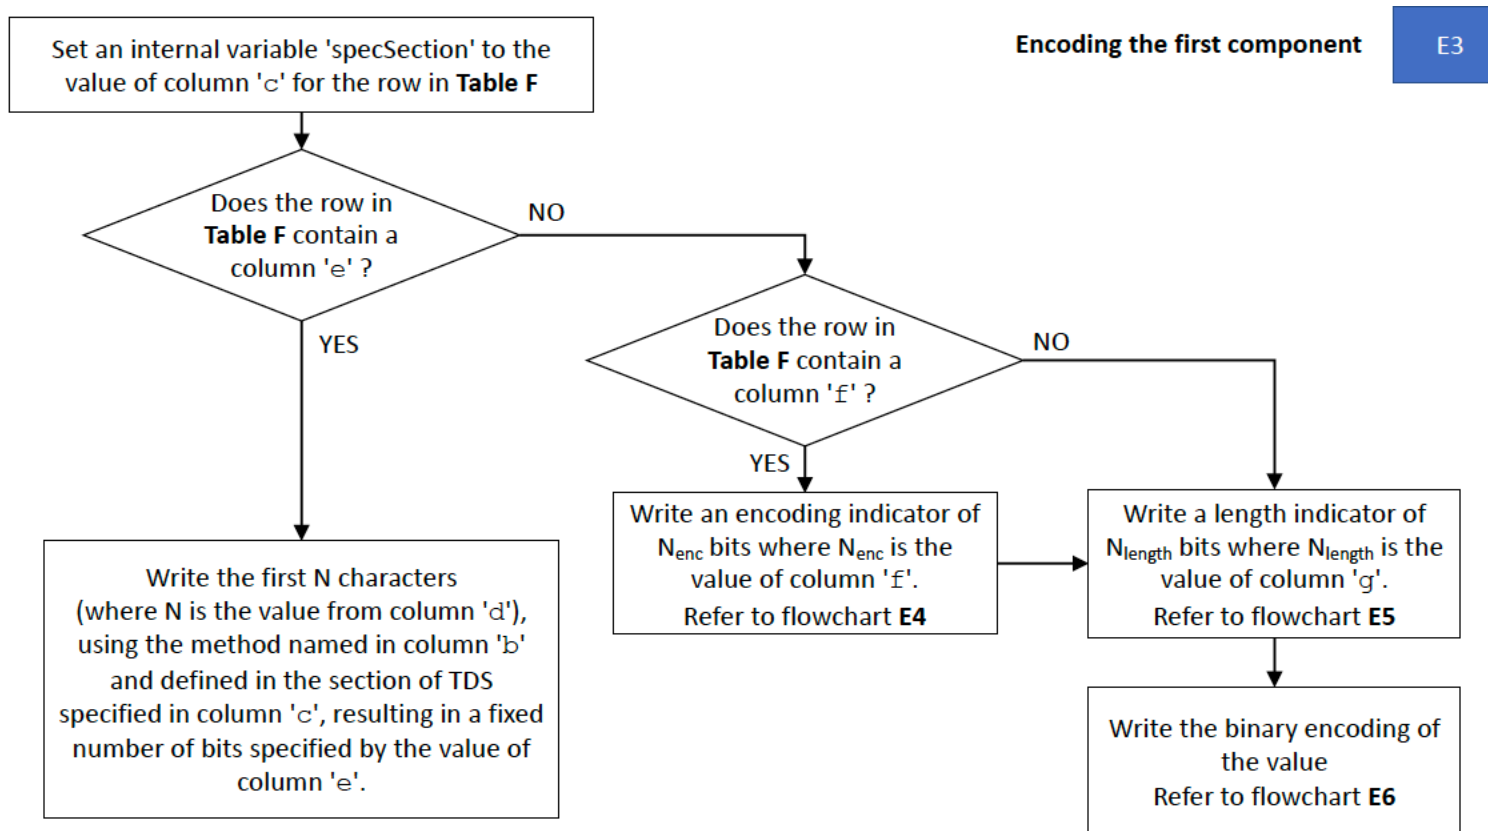 Encoding the first component
E3
Set an internal variable 'specSection' to the
value of column 'c' for the row in Table F
Does the row in
Table F contain a
column 'e' ?
NO
YES
Does the row in
Table F contain a
column 'f' ?
NO
YES
Write the first N characters
(where N is the value from column 'd'),
using the method named in column 'b'
and defined in the section of TDS
specified in column 'c', resulting in a fixed
number of bits specified by the value of
column 'e'.
Write an encoding indicator of
Nenc bits where Nenc is the
value of column 'f'.
Refer to flowchart E4
Write a length indicator of
Nlength bits where Nlength is the
value of column 'g'.
Refer to flowchart E5
Write the binary encoding of
the value
Refer to flowchart E6